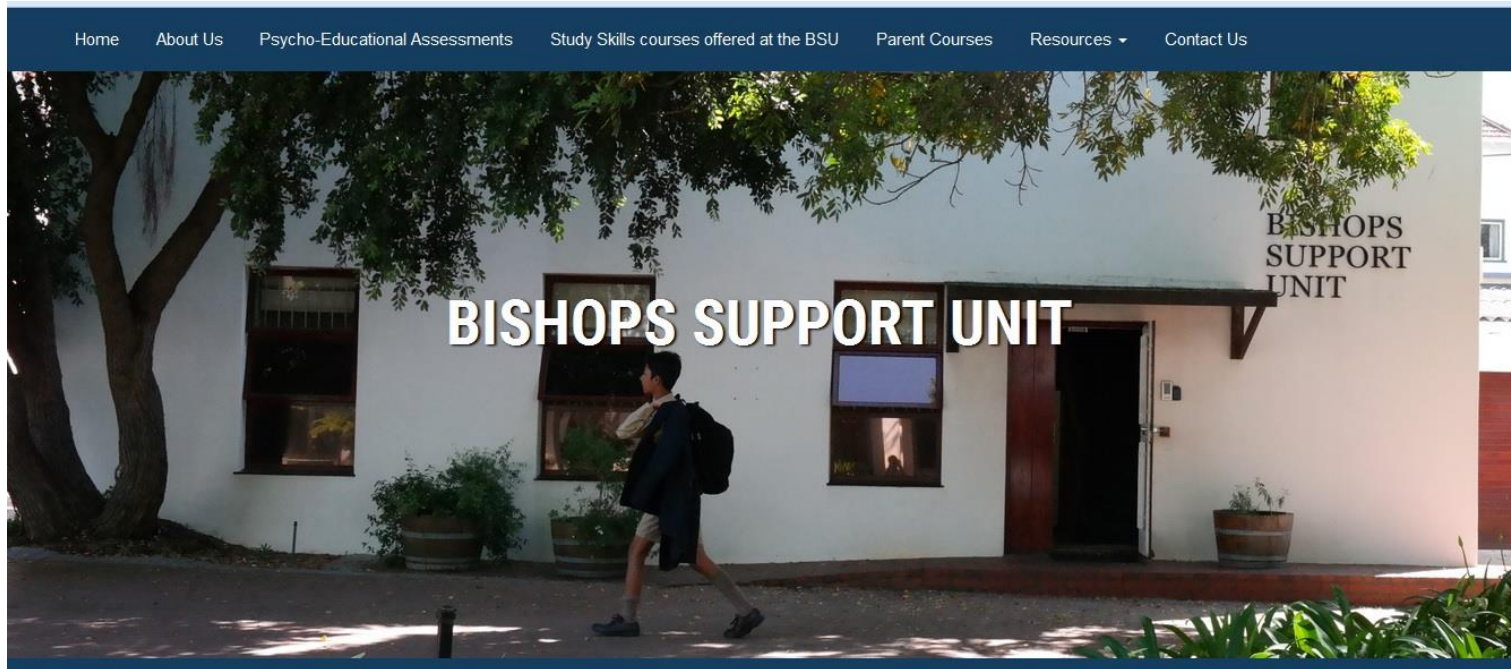 Home About Us Psycho-Educational Assessments Study Skills courses offered at the BSU Parent Courses Resources Contact Us
BISHOPS
SUPPORT
UNIT
BISHOPS SUPPORT UNIT